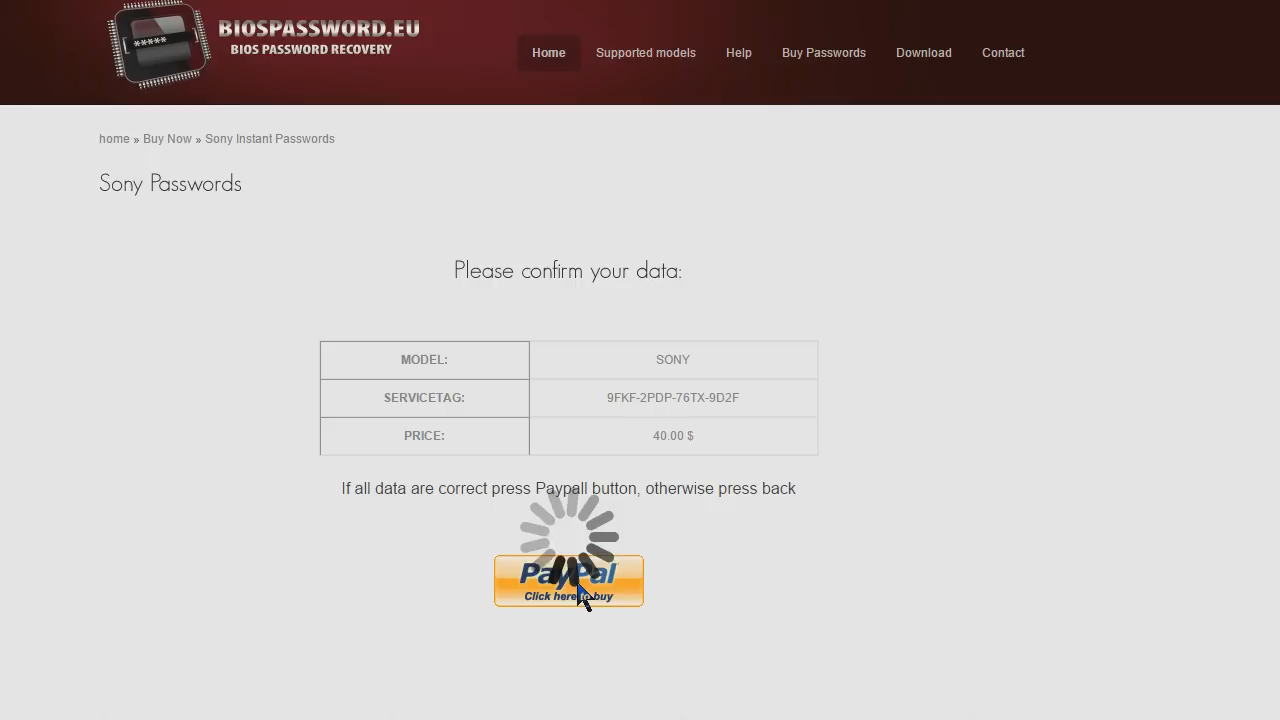 *****
BIOSPASSWORD.EU
BIOS PASSWORD RECOVERY
Home Supported models Help Buy Passwords Download Contact
home » Buy Now » Sony Instant Passwords
Sony Passwords
Please confirm your data:
MODEL: SONY
SERVICETAG: 9FKF-2PDP-76TX-9D2F
PRICE: 40.00 $
If all data are correct press Paypall button, otherwise press back
PayPal
Click here to buy